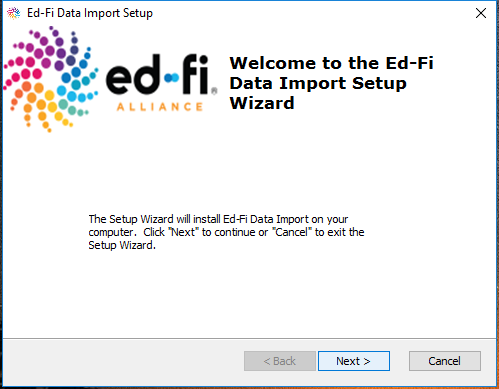 Ed-Fi Data Import Setup
ed-fi®
ALLIANCE
Welcome to the Ed-Fi
Data Import Setup
Wizard
The Setup Wizard will install Ed-Fi Data Import on your
computer. Click "Next" to continue or "Cancel" to exit the
Setup Wizard.
< Back
Next >
Cancel